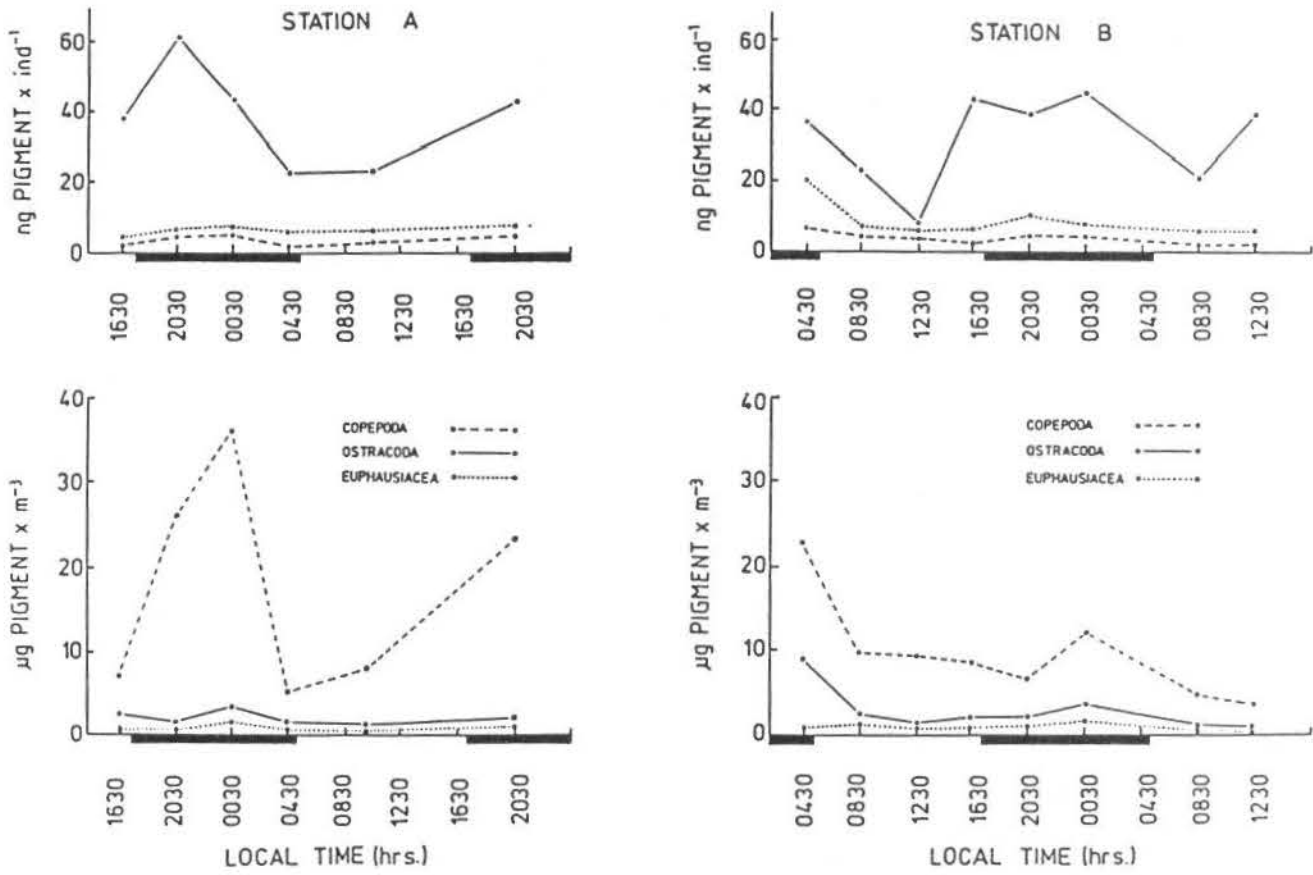 STATION A
ng PIGMENT x ind⁻¹
60
40
20
0
1630 2030 0030 0430 0830 1230 1630 2030
STATION B
ng PIGMENT x ind⁻¹
60
40
20
0
0430 0830 1230 1630 2030 0030 0430 0830 1230
µg PIGMENT x m⁻³
40
30
20
10
0
COPEPODA
OSTRACODA
EUPHAUSIACEA
1630 2030 0030 0430 0830 1230 1630 2030
LOCAL TIME (hrs.)
µg PIGMENT x m⁻³
40
30
20
10
0
COPEPODA
OSTRACODA
EUPHAUSIACEA
0430 0830 1230 1630 2030 0030 0430 0830 1230
LOCAL TIME (hrs.)